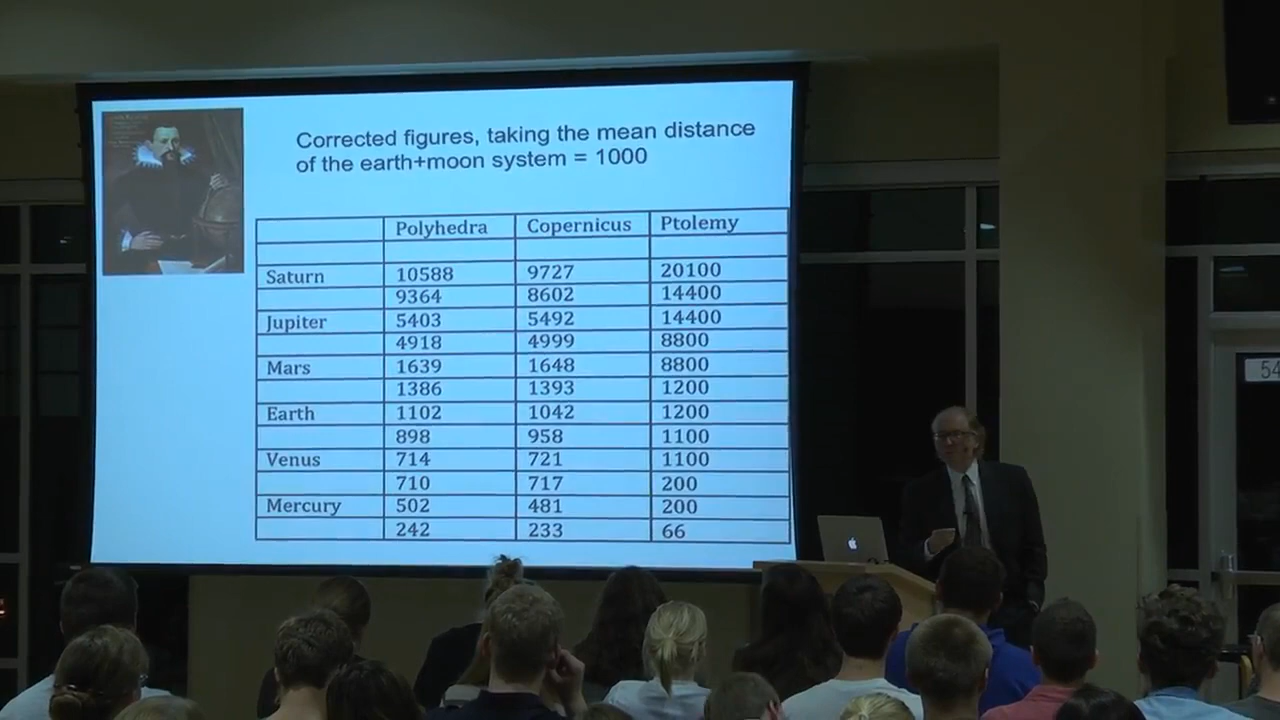 Corrected figures, taking the mean distance
of the earth+moon system = 1000
Polyhedra Copernicus Ptolemy
Saturn 10588 9727 20100
9364 8602 14400
Jupiter 5403 5492 14400
4918 4999 8800
Mars 1639 1648 8800
1386 1393 1200
Earth 1102 1042 1200
898 958 1100
Venus 714 721 1100
710 717 200
Mercury 502 481 200
242 233 66
54